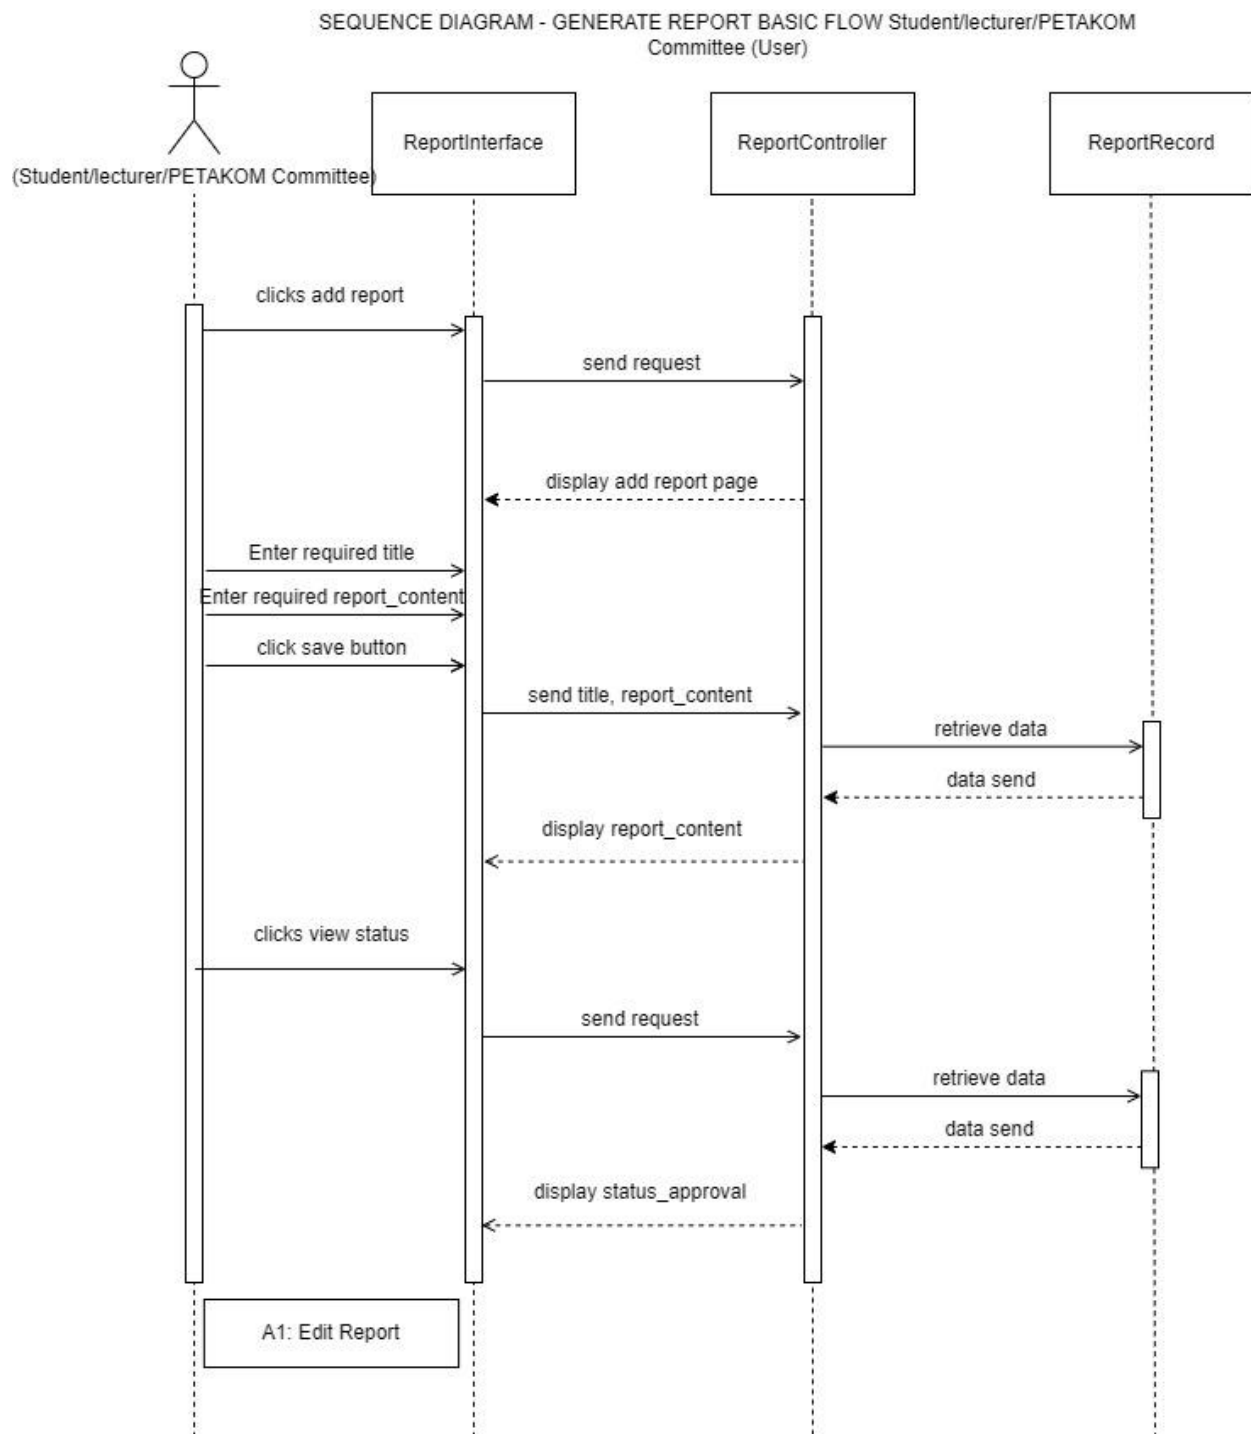 SEQUENCE DIAGRAM - GENERATE REPORT BASIC FLOW Student/lecturer/PETAKOM
Committee (User)
ReportInterface
ReportController
ReportRecord
(Student/lecturer/PETAKOM Committee)
clicks add report
send request
display add report page
Enter required title
Enter required report_content
click save button
send title, report_content
retrieve data
data send
display report_content
clicks view status
send request
retrieve data
data send
display status_approval
A1: Edit Report